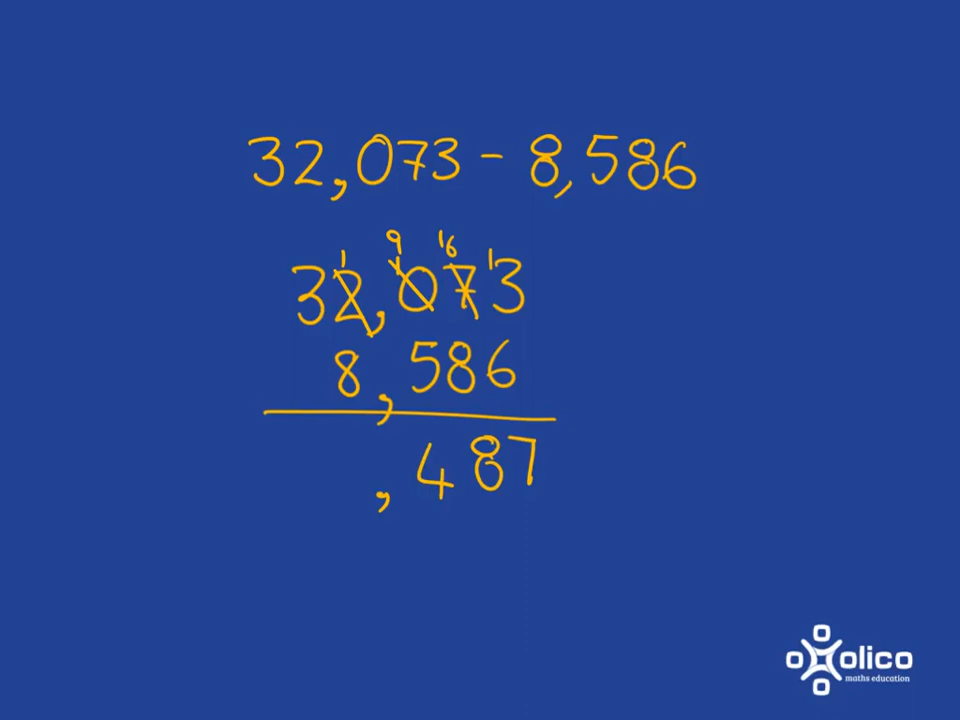 32,073 - 8,586
1 9 16 1
32,073
8,586
,487
olico
maths education